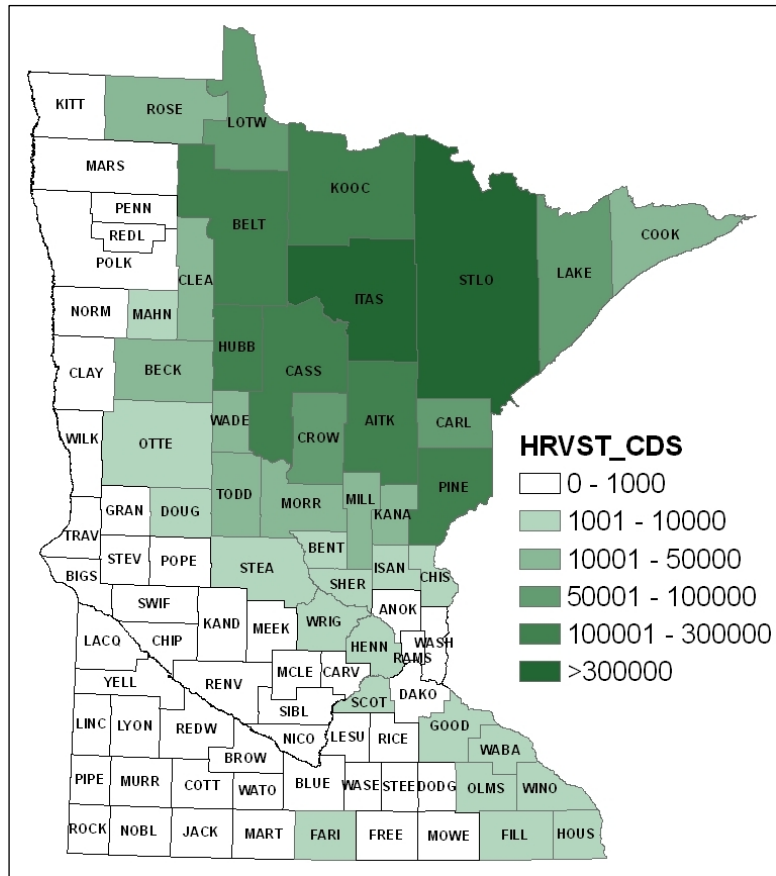 KITT
ROSE
LOTW
MARS
KOOC
PENN
BELT
REDL
COOK
POLK
CLEA
STLO
LAKE
ITAS
NORM
MAHN
HUBB
CLAY
BECK
CASS
WADE
AITK
CARL
WILK
OTTE
CROW
HRVST_CDS
0 - 1000
1001 - 10000
10001 - 50000
50001 - 100000
100001 - 300000
>300000
TODD
MORR
MILL
PINE
GRAN
DOUG
KANA
TRAV
BENT
STEV
POPE
STEA
ISAN
CHIS
BIGS
SHER
SWIF
ANOK
KAND
WRIG
LACQ
CHIP
MEEK
WASH
HENN
RAMS
YELL
RENV
MCLE
CARV
DAKO
SCOT
SIBL
LINC
LYON
REDW
GOOD
NICO
LESU
RICE
WABA
BROW
PIPE
MURR
COTT
WATO
BLUE
WASE
STEE
DODG
OLMS
WINO
ROCK
NOBL
JACK
MART
FARI
FREE
MOWE
FILL
HOUS